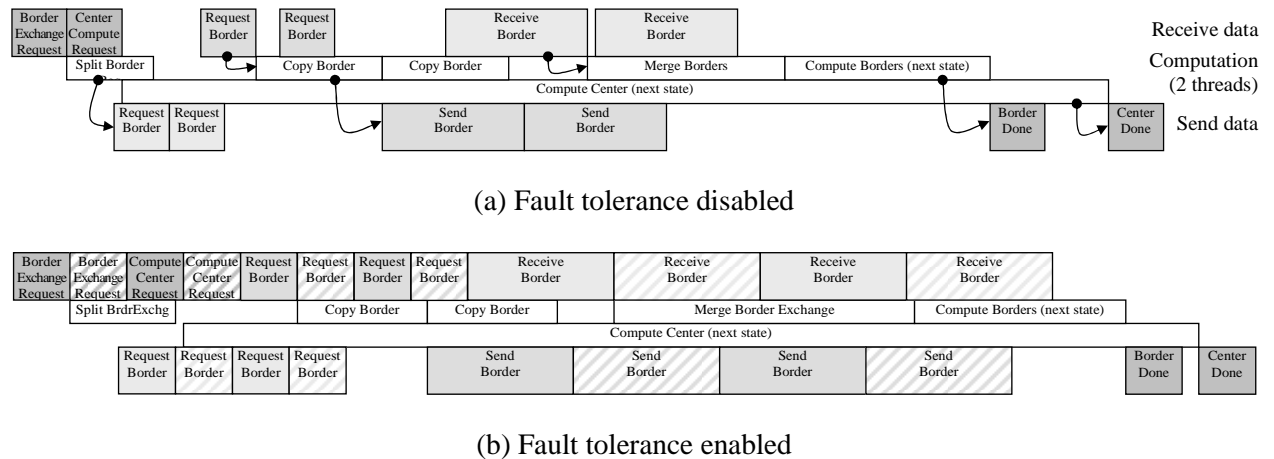 Border Exchange Request
Center Compute Request
Request Border
Request Border
Receive Border
Receive Border
Receive data
Split Border
Copy Border
Copy Border
Merge Borders
Compute Borders (next state)
Computation
(2 threads)
Compute Center (next state)
Request Border
Request Border
Send Border
Send Border
Border Done
Center Done
Send data
(a) Fault tolerance disabled
Border Exchange Request
Border Exchange Request
Compute Center Request
Compute Center Request
Request Border
Request Border
Request Border
Request Border
Receive Border
Receive Border
Receive Border
Receive Border
Split BrdrExchg
Copy Border
Copy Border
Merge Border Exchange
Compute Borders (next state)
Compute Center (next state)
Request Border
Request Border
Request Border
Request Border
Send Border
Send Border
Send Border
Send Border
Border Done
Center Done
(b) Fault tolerance enabled